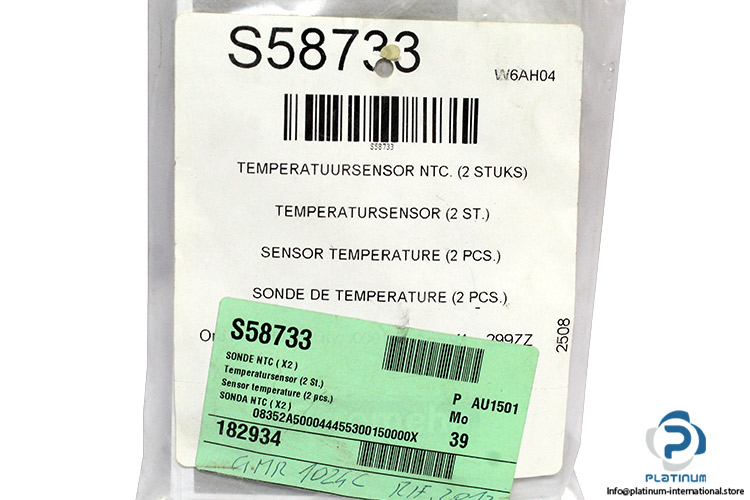 S58733
W6AH04
S58733
TEMPERATUURSENSOR NTC. (2 STUKS)
TEMPERATURSENSOR (2 ST.)
SENSOR TEMPERATURE (2 PCS.)
SONDE DE TEMPERATURE (2 PCS.)
299ZZ
2508
S58733
SONDE NTC ( X2 )
Temperatursensor (2 St.)
Sensor temperature (2 pcs.)
SONDA NTC ( X2 )
08352A500044455300150000X
182934
P AU1501
Mo
39
1024C
PLATINUM
Info@platinum-international.store